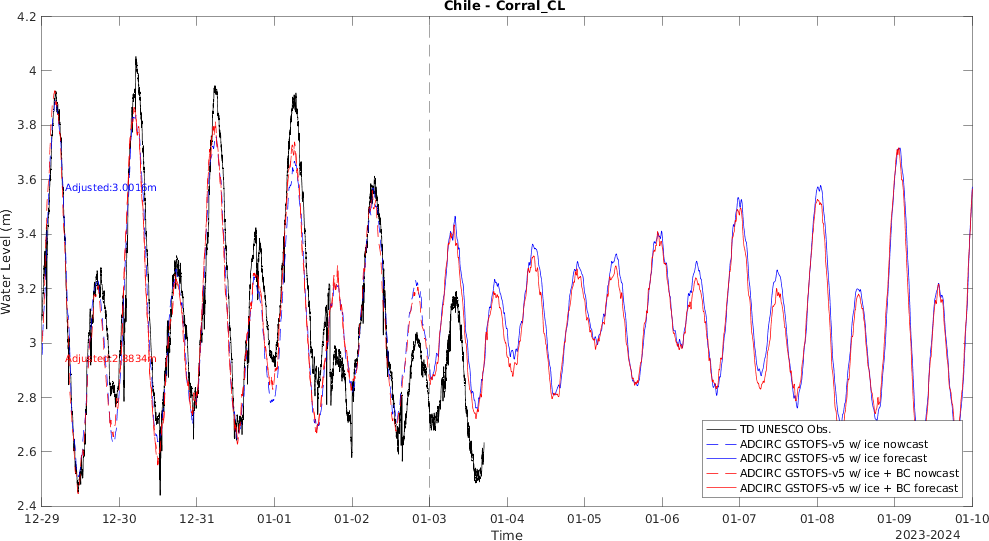 Chile - Corral_CL
4.2
4
3.8
3.6
3.4
3.2
3
2.8
2.6
2.4
Water Level (m)
Adjusted:3.0016m
Adjusted:2.8834m
TD UNESCO Obs.
ADCIRC GSTOFS-v5 w/ ice nowcast
ADCIRC GSTOFS-v5 w/ ice forecast
ADCIRC GSTOFS-v5 w/ ice + BC nowcast
ADCIRC GSTOFS-v5 w/ ice + BC forecast
12-29 12-30 12-31 01-01 01-02 01-03 01-04 01-05 01-06 01-07 01-08 01-09 01-10
Time
2023-2024